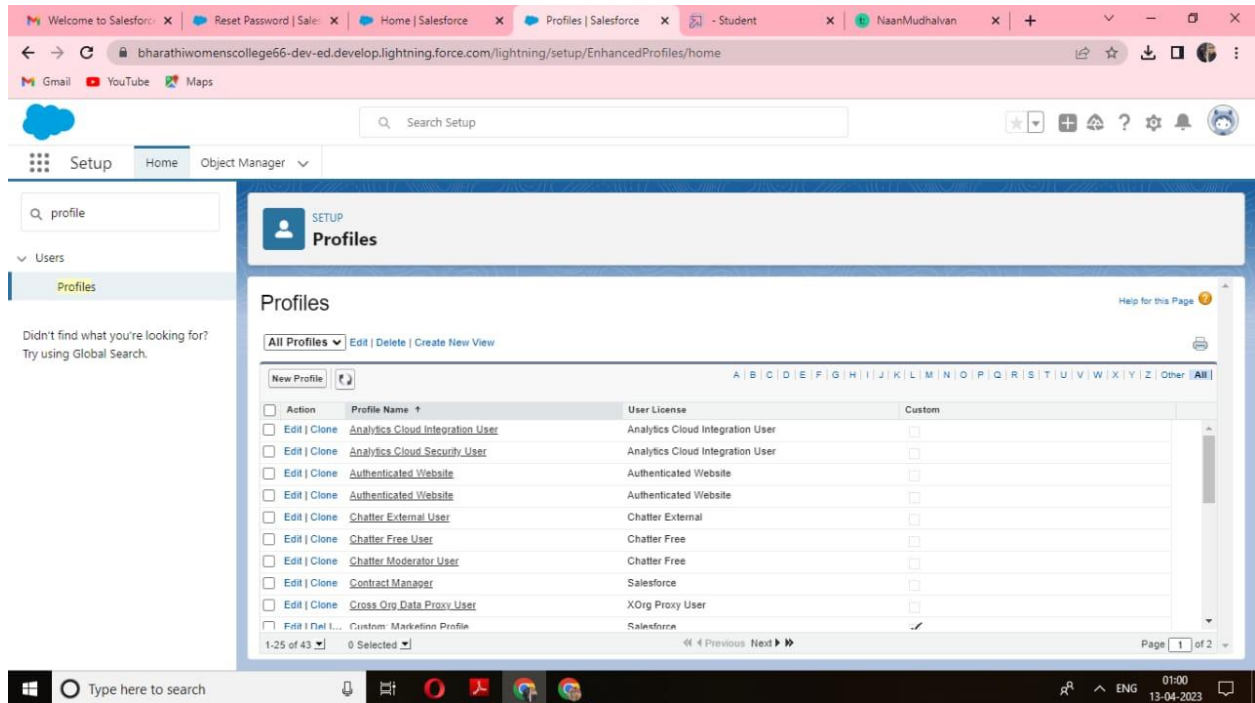 Welcome to Salesforc
Reset Password | Sale
Home | Salesforce
Profiles | Salesforce
- Student
NaanMudhalvan
bharathiwomenscollege66-dev-ed.develop.lightning.force.com/lightning/setup/EnhancedProfiles/home
Gmail YouTube Maps
Search Setup
Setup Home Object Manager
profile
Users
Profiles
Didn't find what you're looking for?
Try using Global Search.
SETUP
Profiles
Profiles
Help for this Page
All Profiles Edit | Delete | Create New View
New Profile
A | B | C | D | E | F | G | H | I | J | K | L | M | N | O | P | Q | R | S | T | U | V | W | X | Y | Z | Other All
Action Profile Name User License Custom
Edit | Clone Analytics Cloud Integration User Analytics Cloud Integration User
Edit | Clone Analytics Cloud Security User Analytics Cloud Integration User
Edit | Clone Authenticated Website Authenticated Website
Edit | Clone Authenticated Website Authenticated Website
Edit | Clone Chatter External User Chatter External
Edit | Clone Chatter Free User Chatter Free
Edit | Clone Chatter Moderator User Chatter Free
Edit | Clone Contract Manager Salesforce
Edit | Clone Cross Org Data Proxy User XOrg Proxy User
Edit | Del |... Custom: Marketing Profile Salesforce
1-25 of 43 0 Selected Previous Next Page 1 of 2
Type here to search
ENG
01:00
13-04-2023